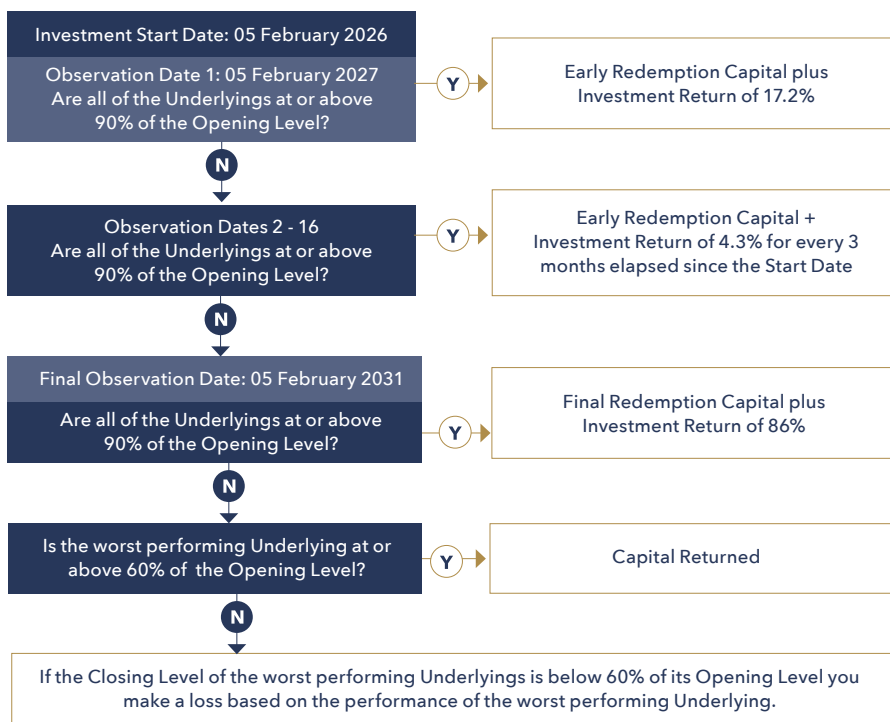 Investment Start Date: 05 February 2026
Observation Date 1: 05 February 2027
Are all of the Underlyings at or above
90% of the Opening Level?
Y
Early Redemption Capital plus
Investment Return of 17.2%
N
Observation Dates 2 - 16
Are all of the Underlyings at or above
90% of the Opening Level?
Y
Early Redemption Capital +
Investment Return of 4.3% for every 3
months elapsed since the Start Date
N
Final Observation Date: 05 February 2031
Are all of the Underlyings at or above
90% of the Opening Level?
Y
Final Redemption Capital plus
Investment Return of 86%
N
Is the worst performing Underlying at or
above 60% of the Opening Level?
Y
Capital Returned
N
If the Closing Level of the worst performing Underlyings is below 60% of its Opening Level you
make a loss based on the performance of the worst performing Underlying.